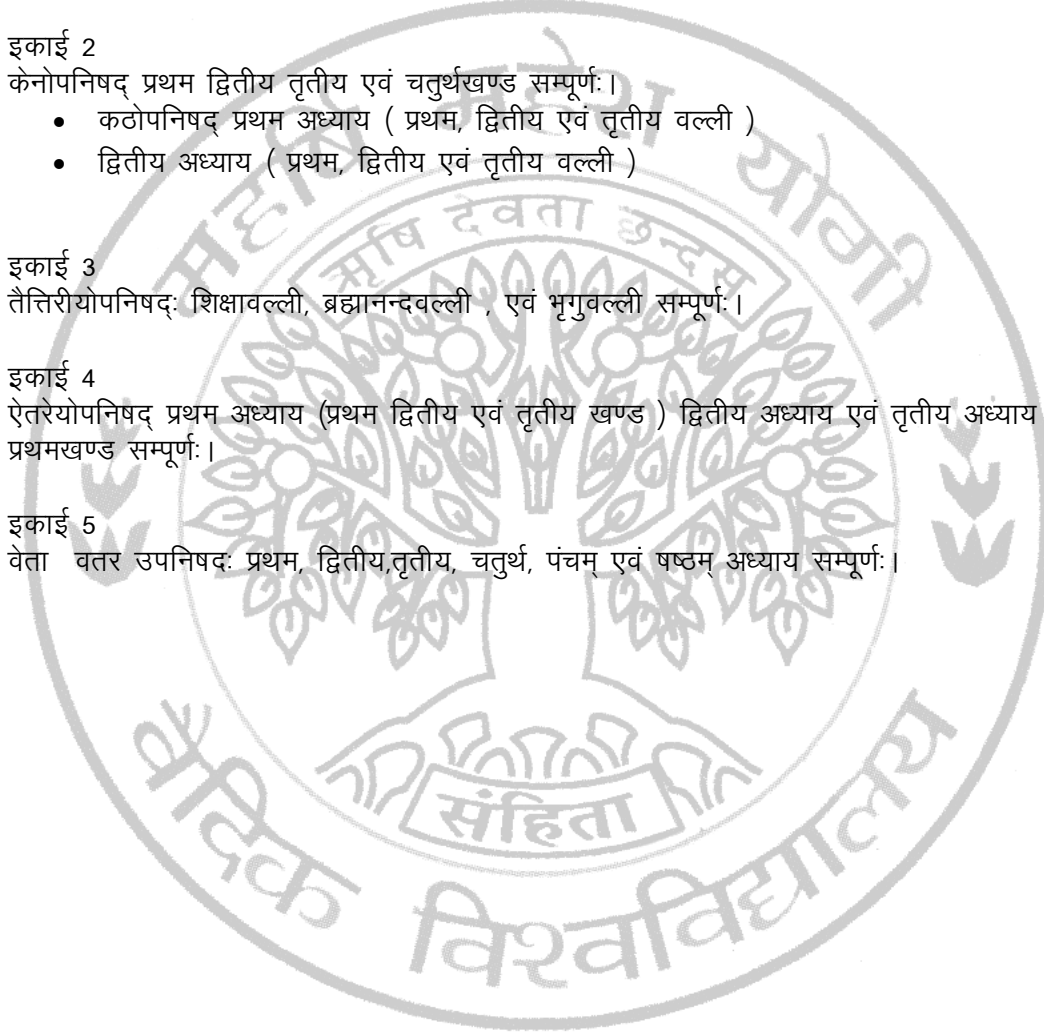 इकाई 2
केनोपनिषद् प्रथम द्वितीय तृतीय एवं चतुर्थखण्ड सम्पूर्णः।
• कठोपनिषद् प्रथम अध्याय ( प्रथम, द्वितीय एवं तृतीय वल्ली )
• द्वितीय अध्याय ( प्रथम, द्वितीय एवं तृतीय वल्ली )
इकाई 3
तैत्तिरीयोपनिषद्ः शिक्षावल्ली, ब्रह्मानन्दवल्ली , एवं भृगुवल्ली सम्पूर्णः।
इकाई 4
ऐतरेयोपनिषद् प्रथम अध्याय (प्रथम द्वितीय एवं तृतीय खण्ड ) द्वितीय अध्याय एवं तृतीय अध्याय
प्रथमखण्ड सम्पूर्णः।
इकाई 5
वेता वतर उपनिषदः प्रथम, द्वितीय,तृतीय, चतुर्थ, पंचम् एवं षष्ठम् अध्याय सम्पूर्णः।
महर्षि महेश योगी
ऋषि देवता छन्दस
संहिता
वैदिक विश्वविद्यालय